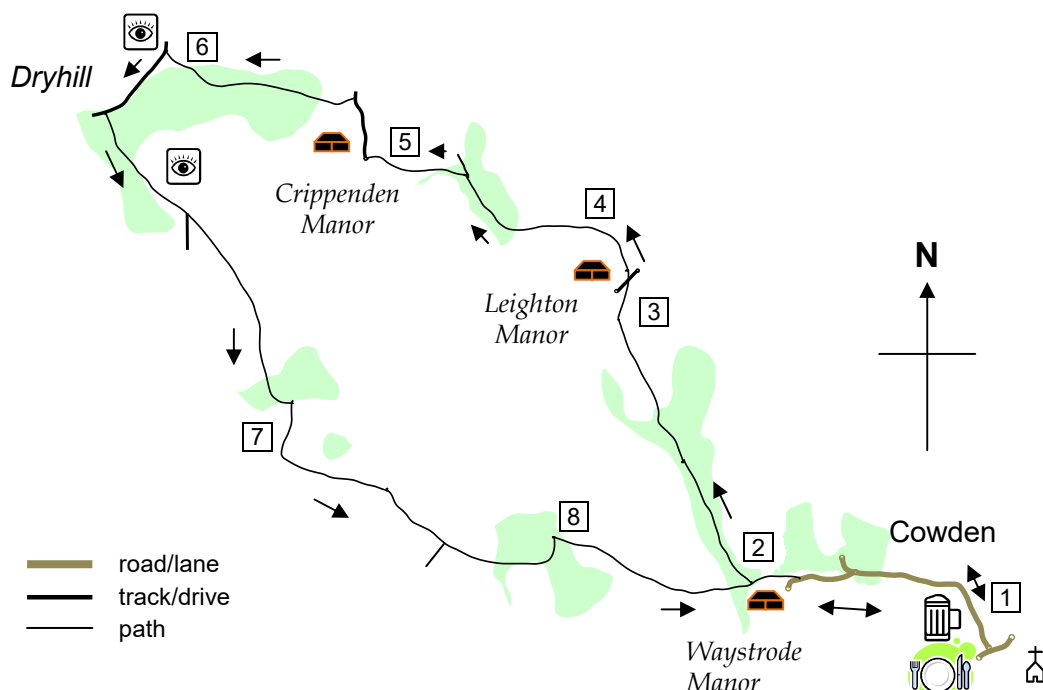 6
Dryhill
5
Crippenden
Manor
4
N
Leighton
Manor
3
7
8
2
Cowden
road/lane
track/drive
path
1
Waystrode
Manor